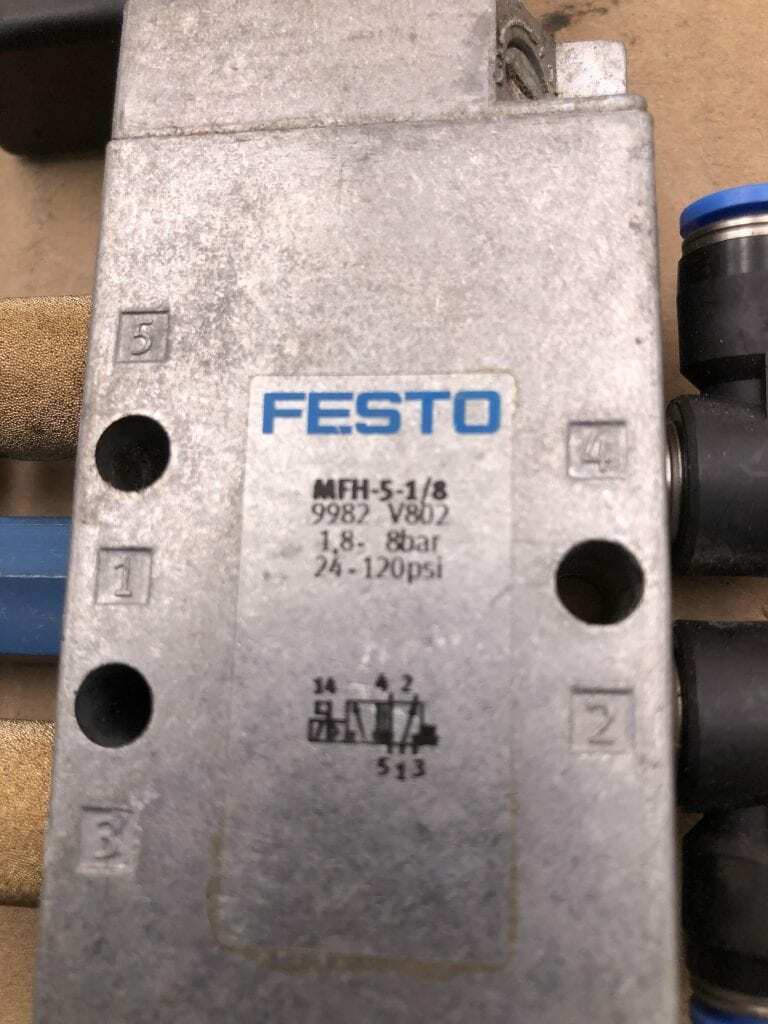 5
FESTO
4
MFH-5-1/8
9982 V802
1,8- 8bar
24-120psi
1
14 4 2
2
5 1 3
3